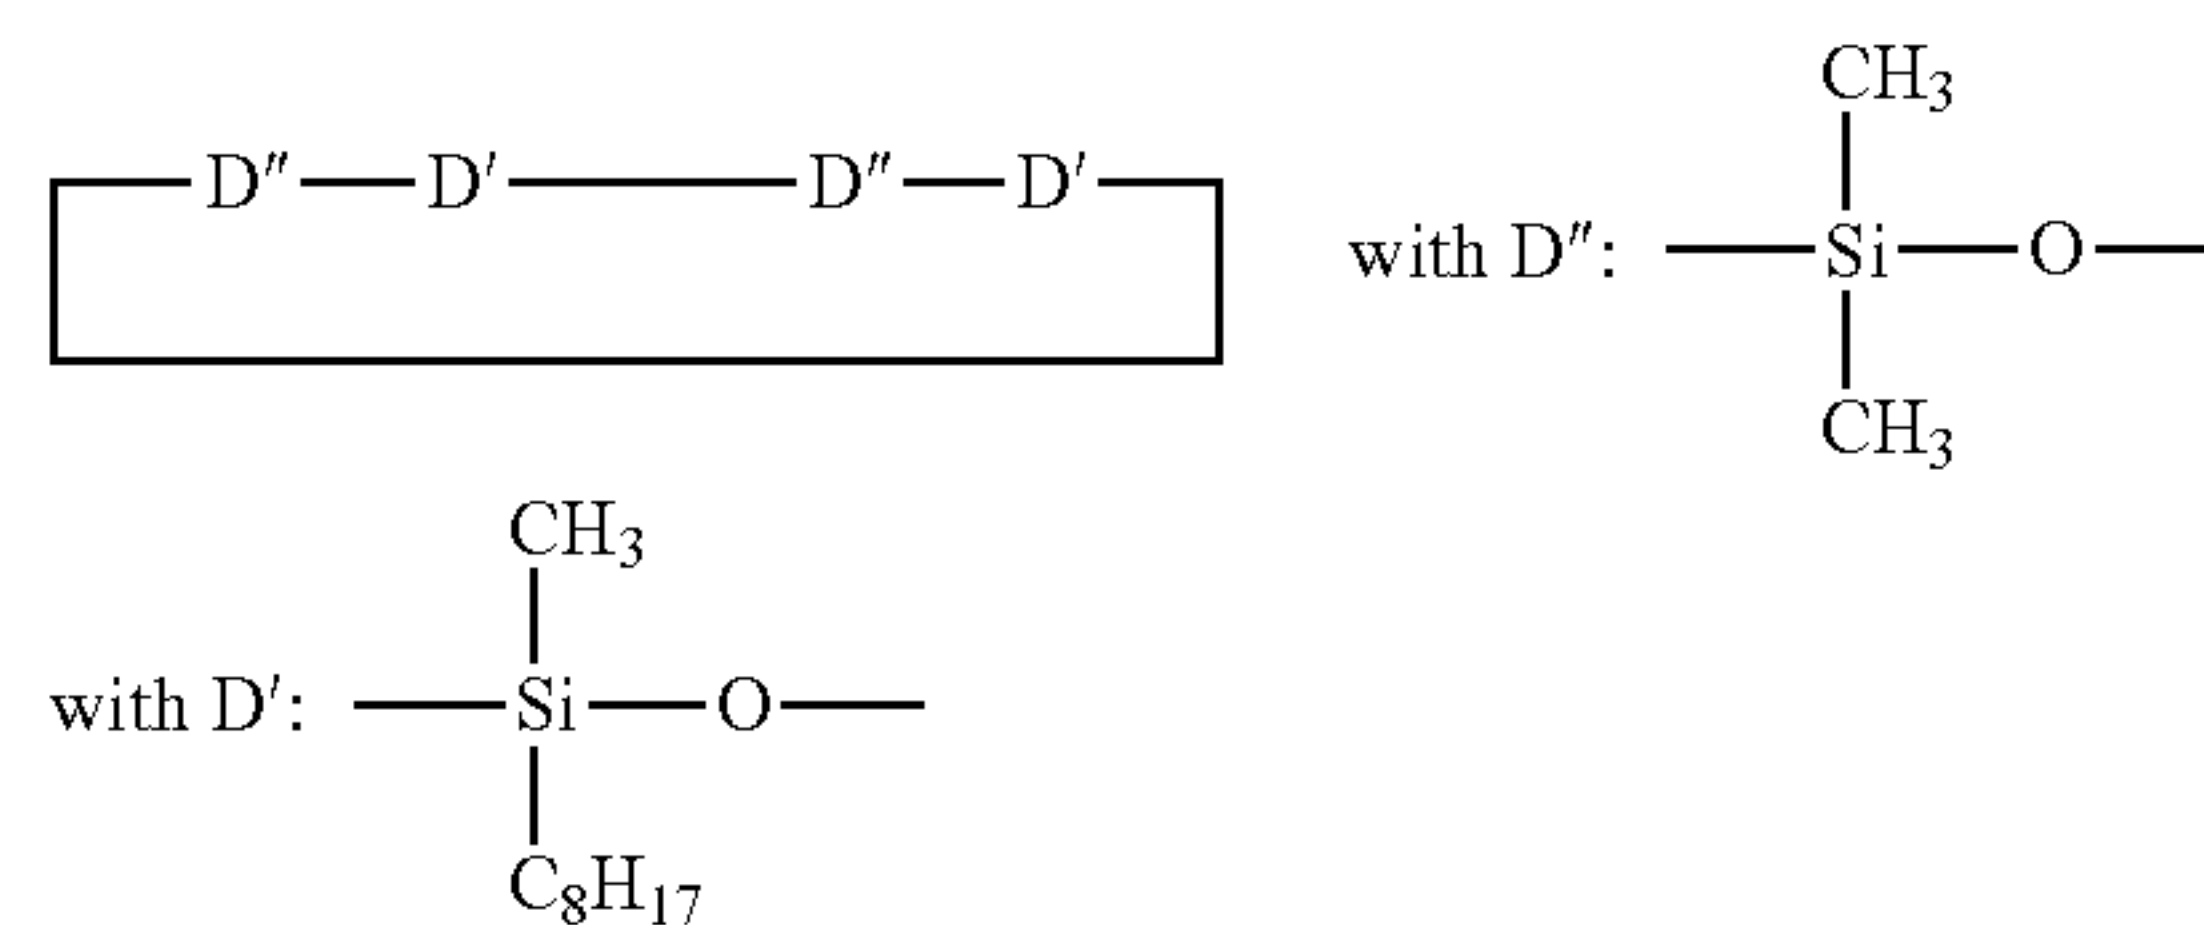 D″ D′ D″ D′
with D″: —Si—O—
CH₃
CH₃
with D′: —Si—O—
CH₃
C₈H₁₇